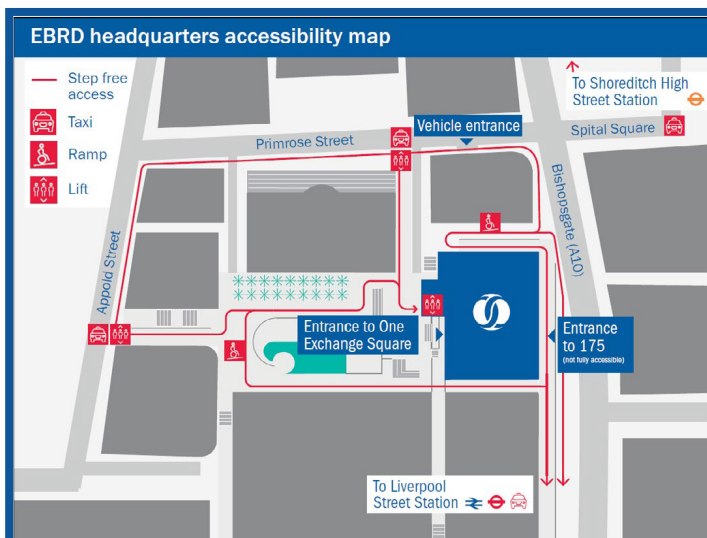 EBRD headquarters accessibility map
Step free
access
Taxi
Ramp
Lift
To Shoreditch High
Street Station
Vehicle entrance
Spital Square
Primrose Street
Bishopsgate (A10)
Appold Street
Entrance to One
Exchange Square
Entrance
to 175
(not fully accessible)
To Liverpool
Street Station